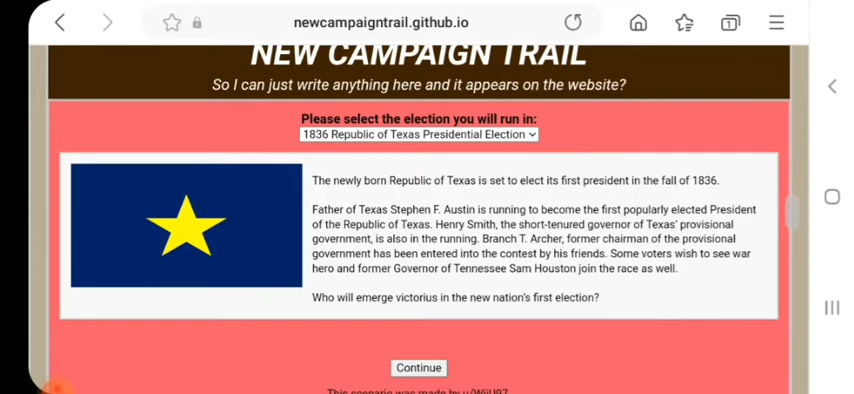 newcampaigntrail.github.io
1
NEW CAMPAIGN TRAIL
So I can just write anything here and it appears on the website?
Please select the election you will run in:
1836 Republic of Texas Presidential Election
The newly born Republic of Texas is set to elect its first president in the fall of 1836.
Father of Texas Stephen F. Austin is running to become the first popularly elected President
of the Republic of Texas. Henry Smith, the short-tenured governor of Texas' provisional
government, is also in the running. Branch T. Archer, former chairman of the provisional
government has been entered into the contest by his friends. Some voters wish to see war
hero and former Governor of Tennessee Sam Houston join the race as well.
Who will emerge victorius in the new nation's first election?
Continue
This scenario was made by u/WiiU97